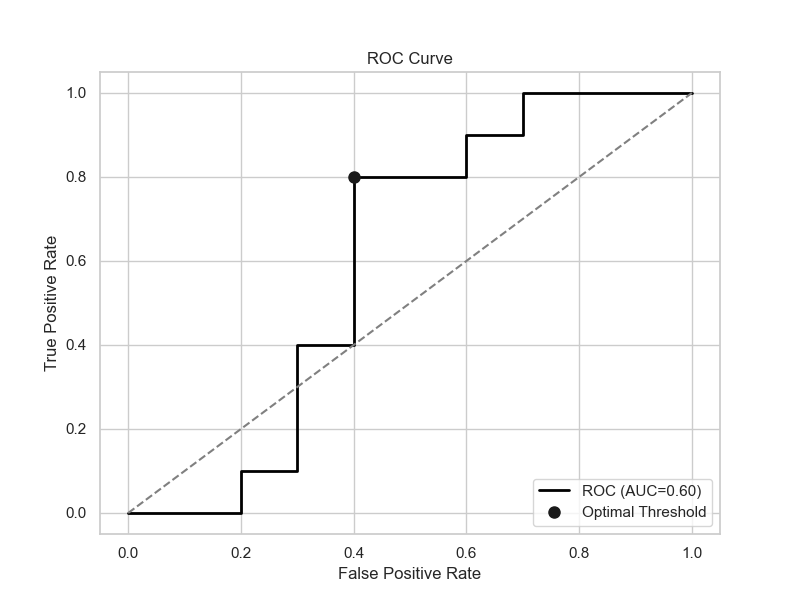 ROC Curve
1.0
0.8
0.6
0.4
0.2
0.0
True Positive Rate
0.0 0.2 0.4 0.6 0.8 1.0
False Positive Rate
ROC (AUC=0.60)
Optimal Threshold